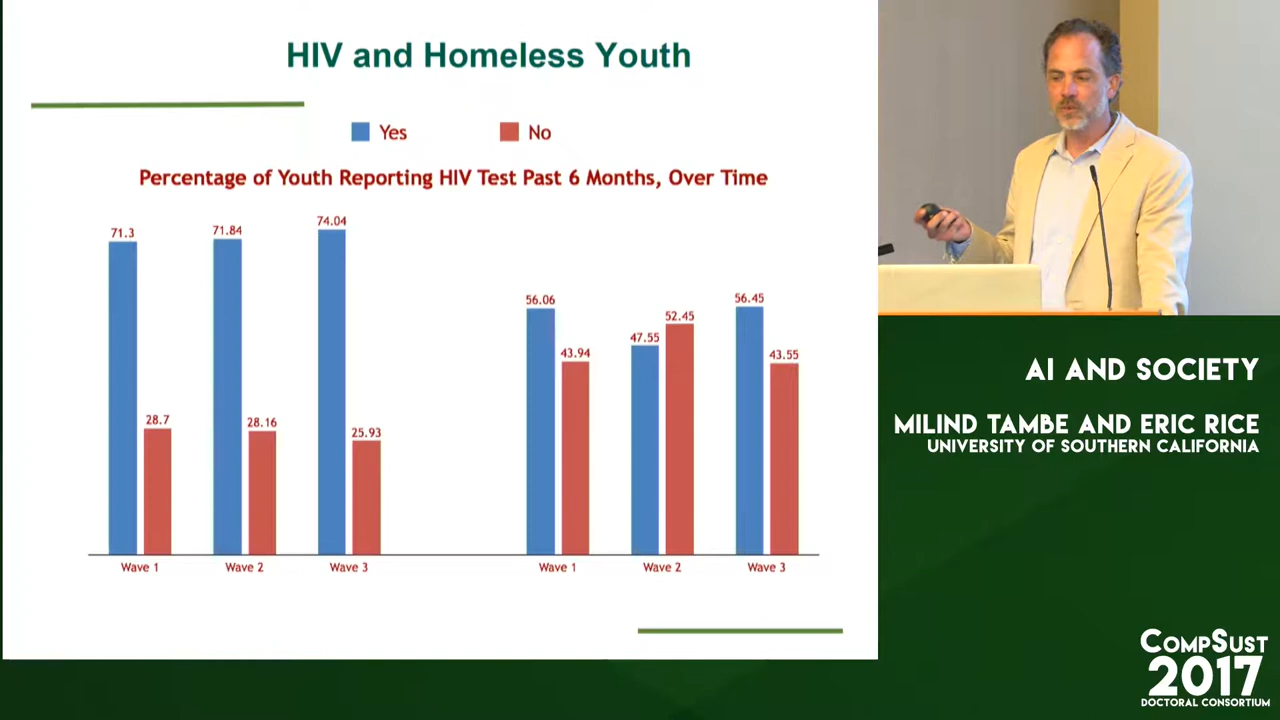 HIV and Homeless Youth
Yes No
Percentage of Youth Reporting HIV Test Past 6 Months, Over Time
71.3 28.7 71.84 28.16 74.04 25.93 56.06 43.94 47.55 52.45 56.45 43.55
Wave 1 Wave 2 Wave 3 Wave 1 Wave 2 Wave 3
AI AND SOCIETY
MILIND TAMBE AND ERIC RICE
UNIVERSITY OF SOUTHERN CALIFORNIA
COMPSUST
2017
DOCTORAL CONSORTIUM